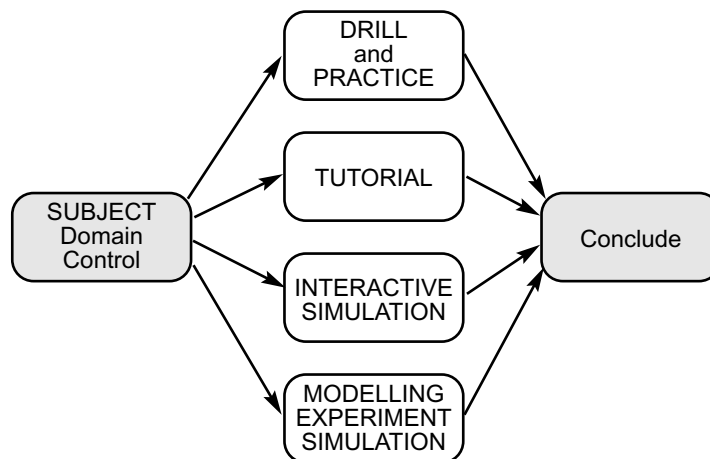 DRILL
and
PRACTICE
TUTORIAL
SUBJECT
Domain
Control
Conclude
INTERACTIVE
SIMULATION
MODELLING
EXPERIMENT
SIMULATION